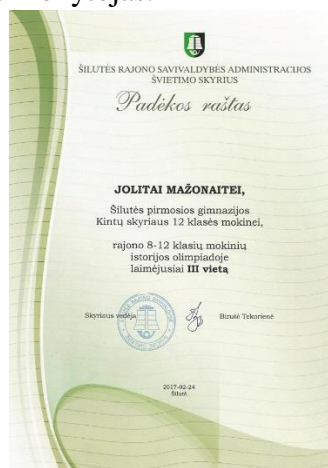 ŠILUTĖS RAJONO SAVIVALDYBĖS ADMINISTRACIJOS
ŠVIETIMO SKYRIUS
Padėkos raštas
JOLITAI MAŽONAITEI,
Šilutės pirmosios gimnazijos
Kintų skyriaus 12 klasės mokinei,
rajono 8-12 klasių mokinių
istorijos olimpiadoje
laimėjusiai III vietą
Skyriaus vedėja
Birutė Tekorienė
2017-02-24
Šilutė